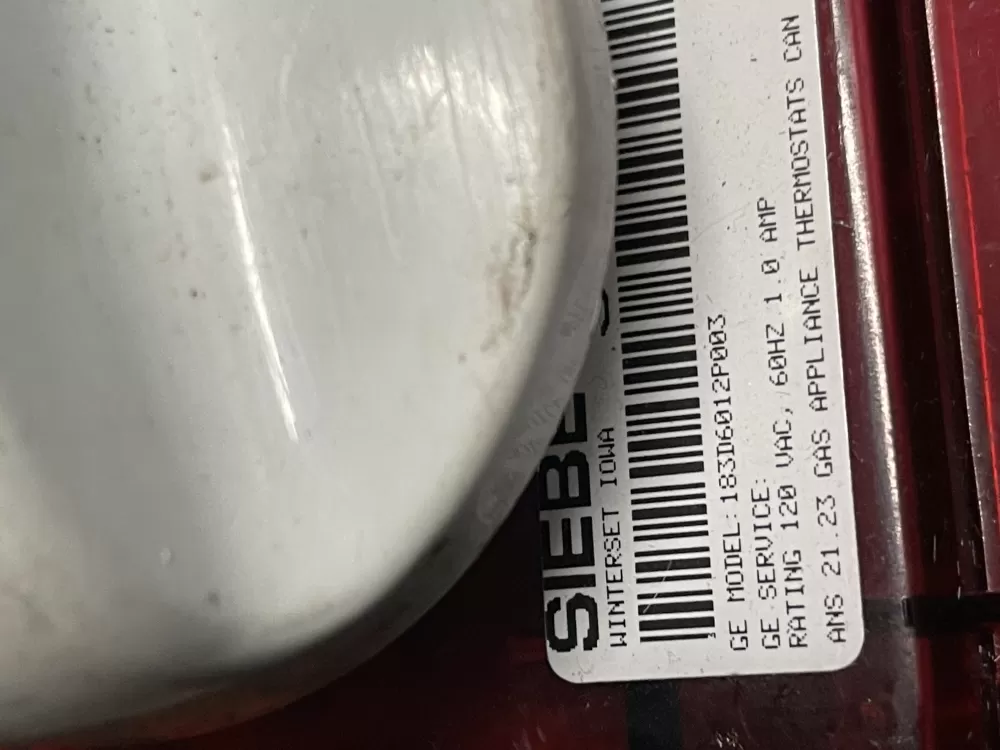 SIEBE
WINTERSET IOWA
GE MODEL:183D6012P003
GE SERVICE:
RATING 120 VAC, 60HZ 1.0 AMP
ANS 21.23 GAS APPLIANCE THERMOSTATS CAN